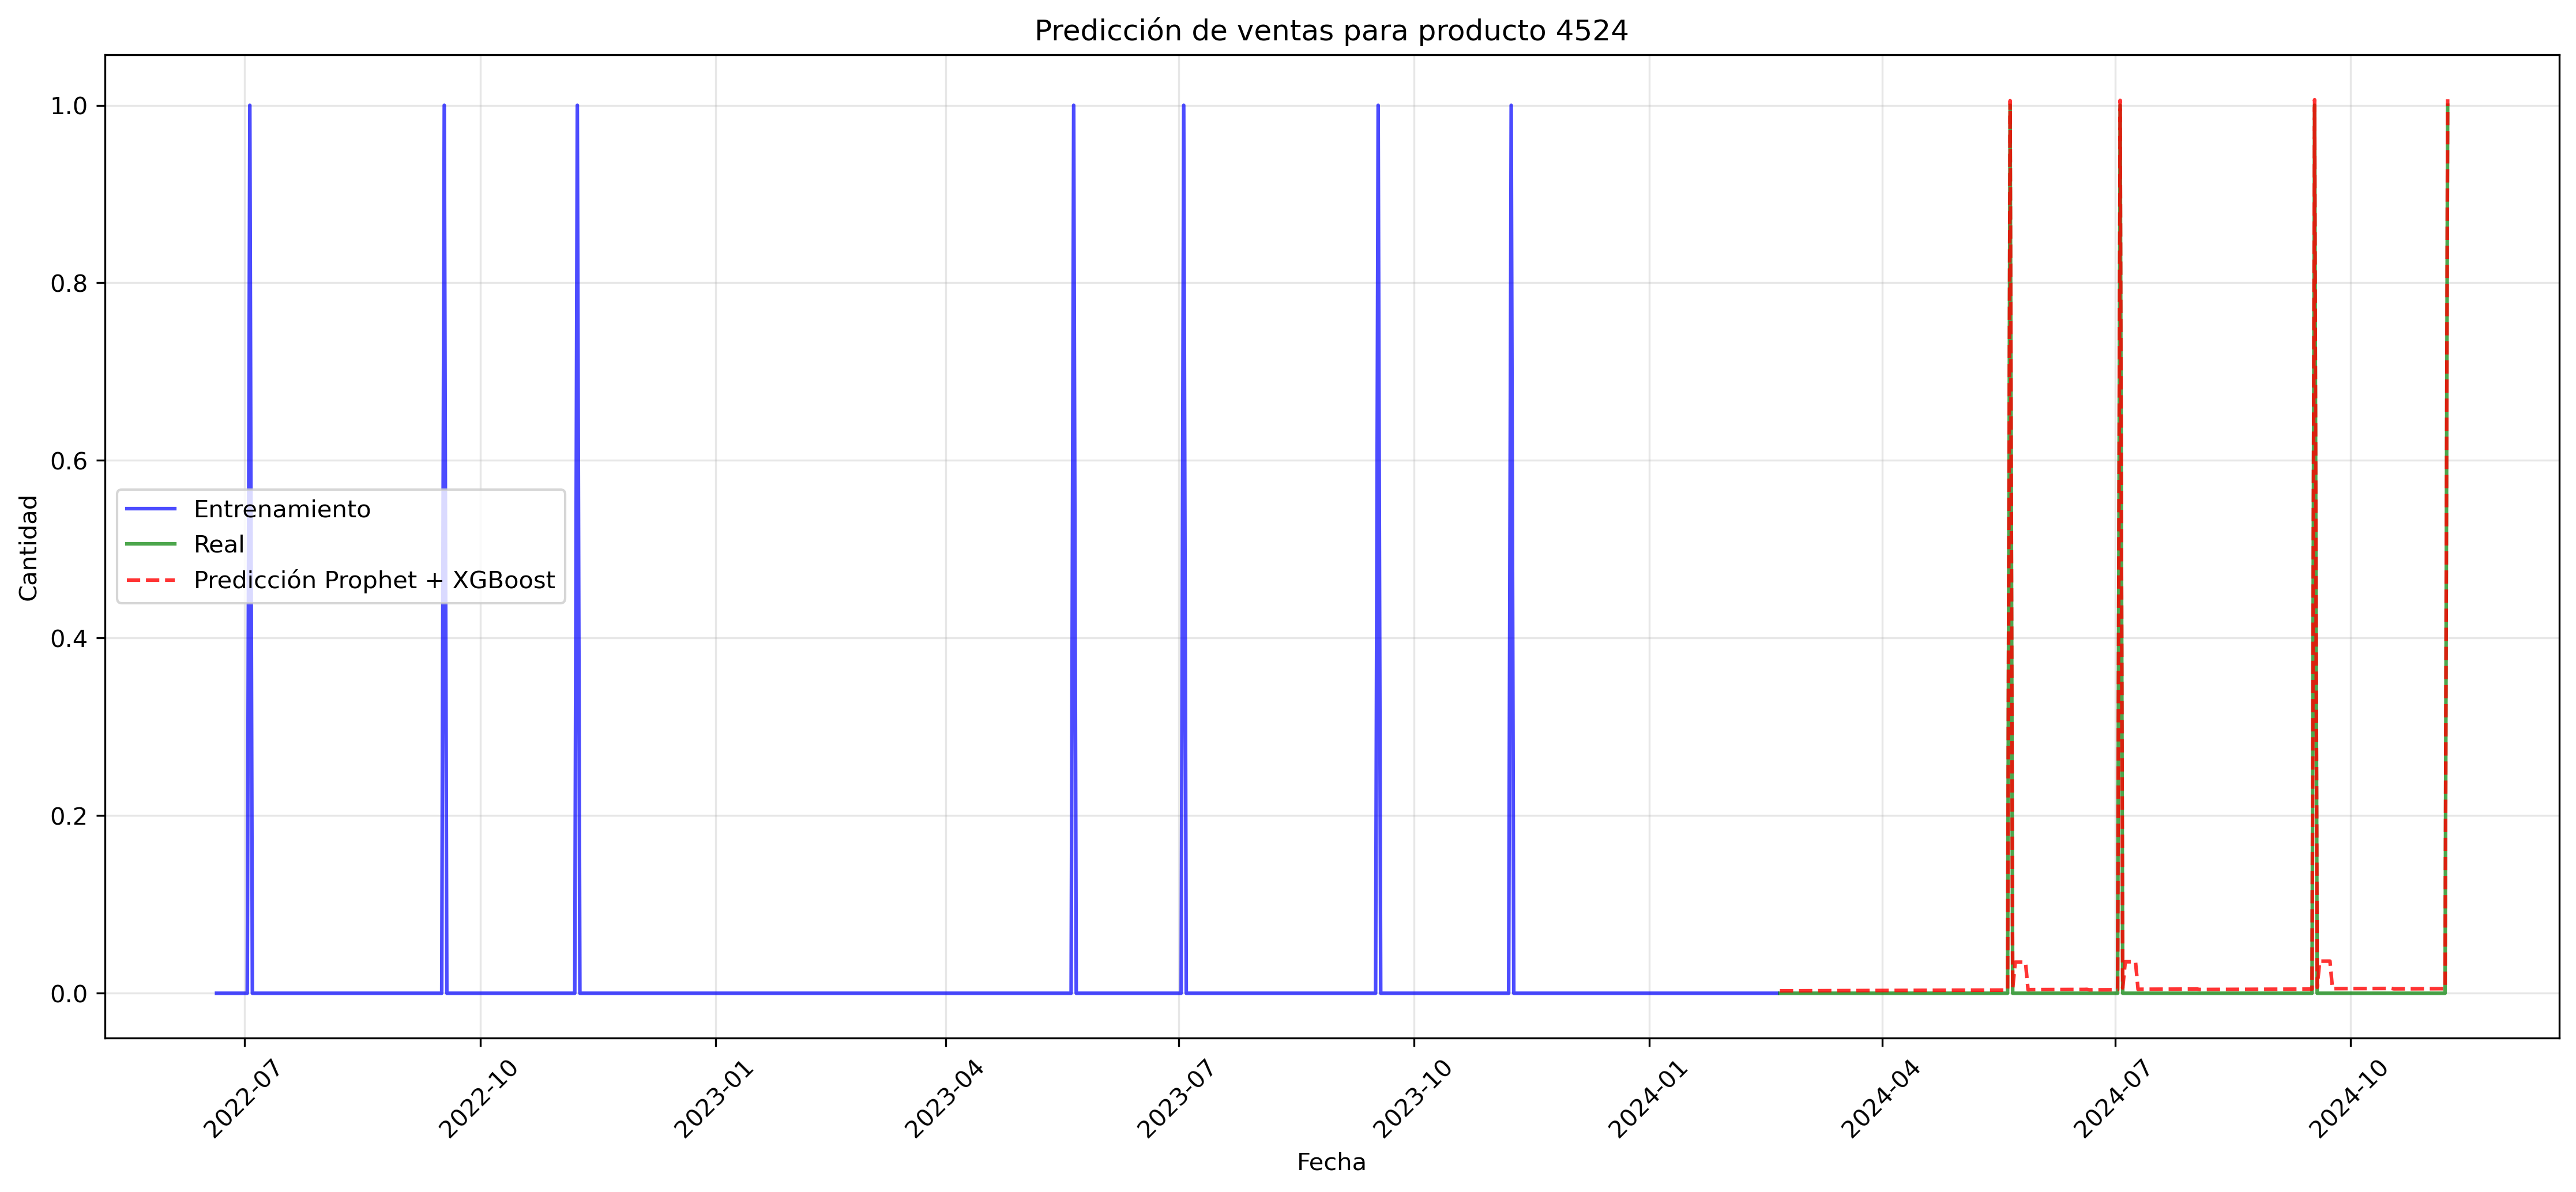 Predicción de ventas para producto 4524
1.0
0.8
0.6
0.4
0.2
0.0
Cantidad
Entrenamiento
Real
Predicción Prophet + XGBoost
2022-07
2022-10
2023-01
2023-04
2023-07
2023-10
2024-01
2024-04
2024-07
2024-10
Fecha